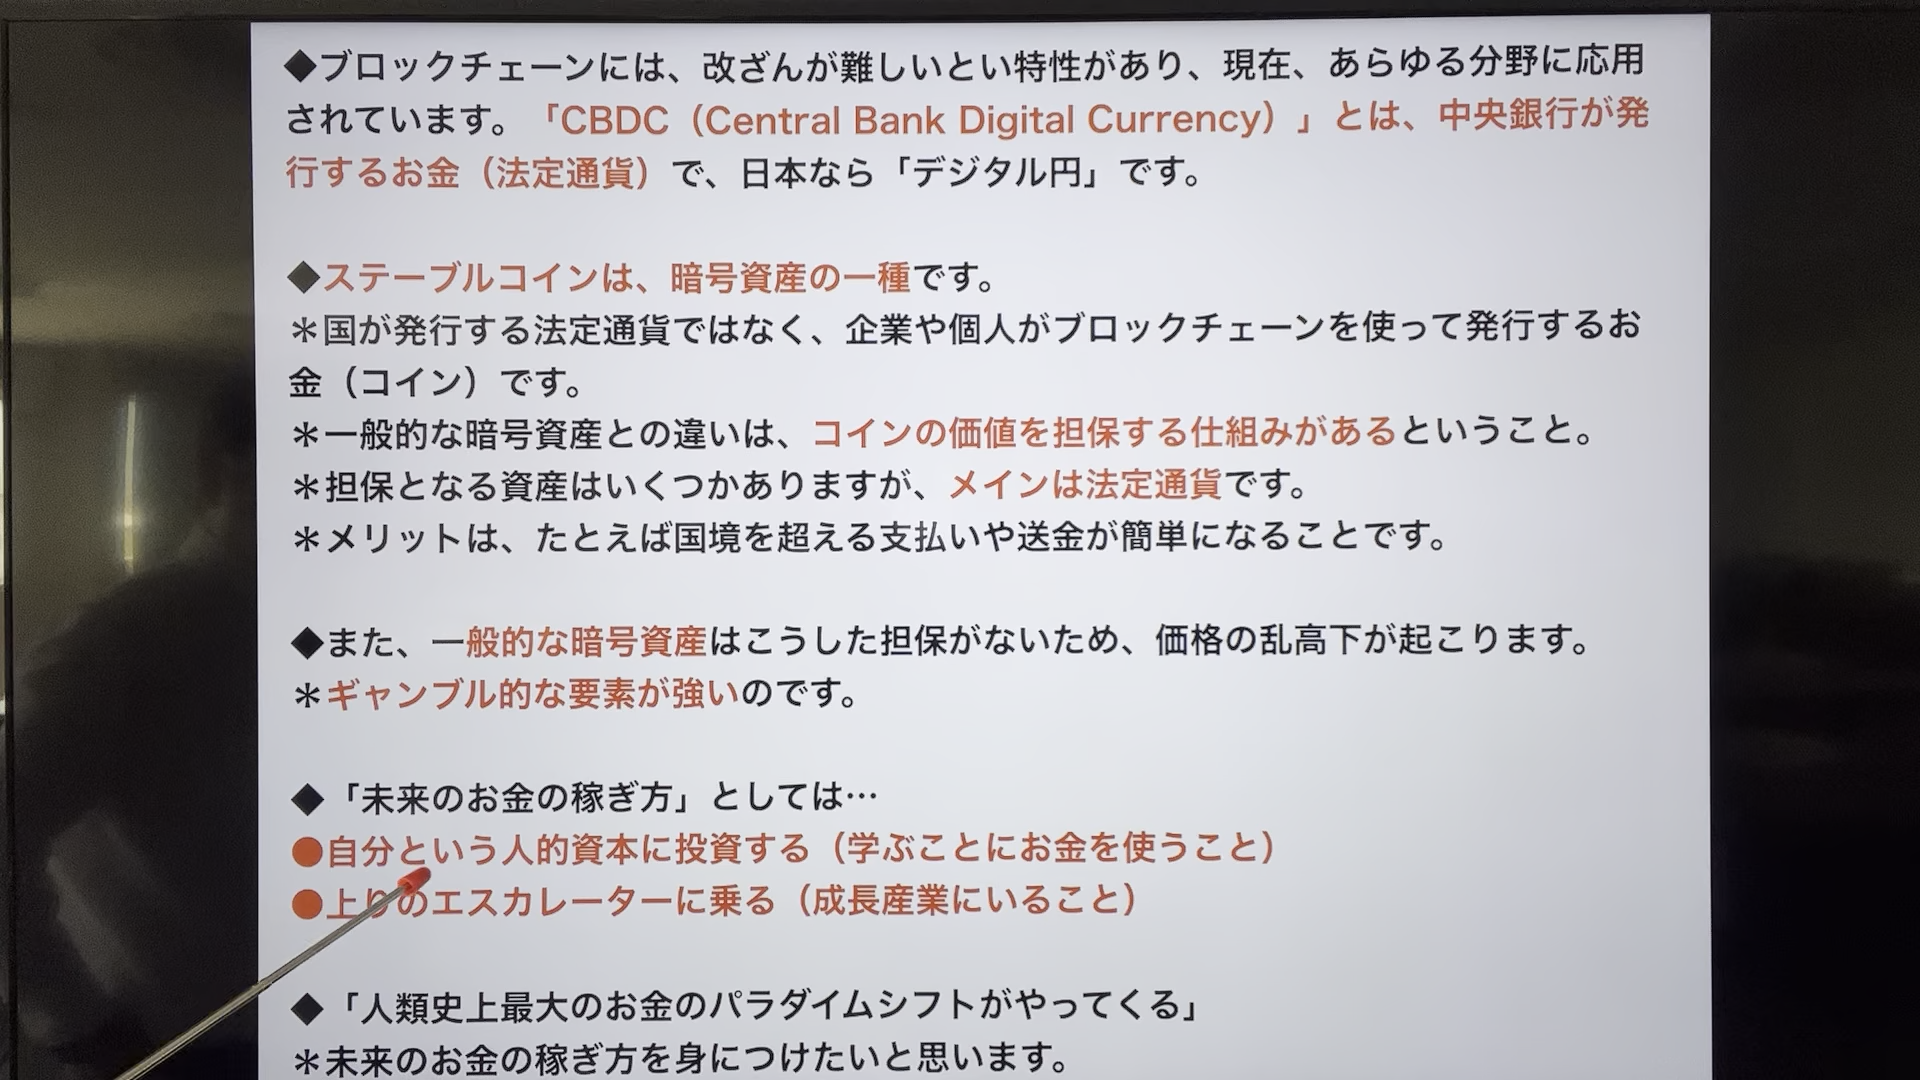 ◆ブロックチェーンには、改ざんが難しいとい特性があり、現在、あらゆる分野に応用
されています。「CBDC（Central Bank Digital Currency）」とは、中央銀行が発
行するお金（法定通貨）で、日本なら「デジタル円」です。
◆ステーブルコインは、暗号資産の一種です。
＊国が発行する法定通貨ではなく、企業や個人がブロックチェーンを使って発行するお
金（コイン）です。
＊一般的な暗号資産との違いは、コインの価値を担保する仕組みがあるということ。
＊担保となる資産はいくつかありますが、メインは法定通貨です。
＊メリットは、たとえば国境を超える支払いや送金が簡単になることです。
◆また、一般的な暗号資産はこうした担保がないため、価格の乱高下が起こります。
＊ギャンブル的な要素が強いのです。
◆「未来のお金の稼ぎ方」としては…
●自分という人的資本に投資する（学ぶことにお金を使うこと）
●上りのエスカレーターに乗る（成長産業にいること）
◆「人類史上最大のお金のパラダイムシフトがやってくる」
＊未来のお金の稼ぎ方を身につけたいと思います。